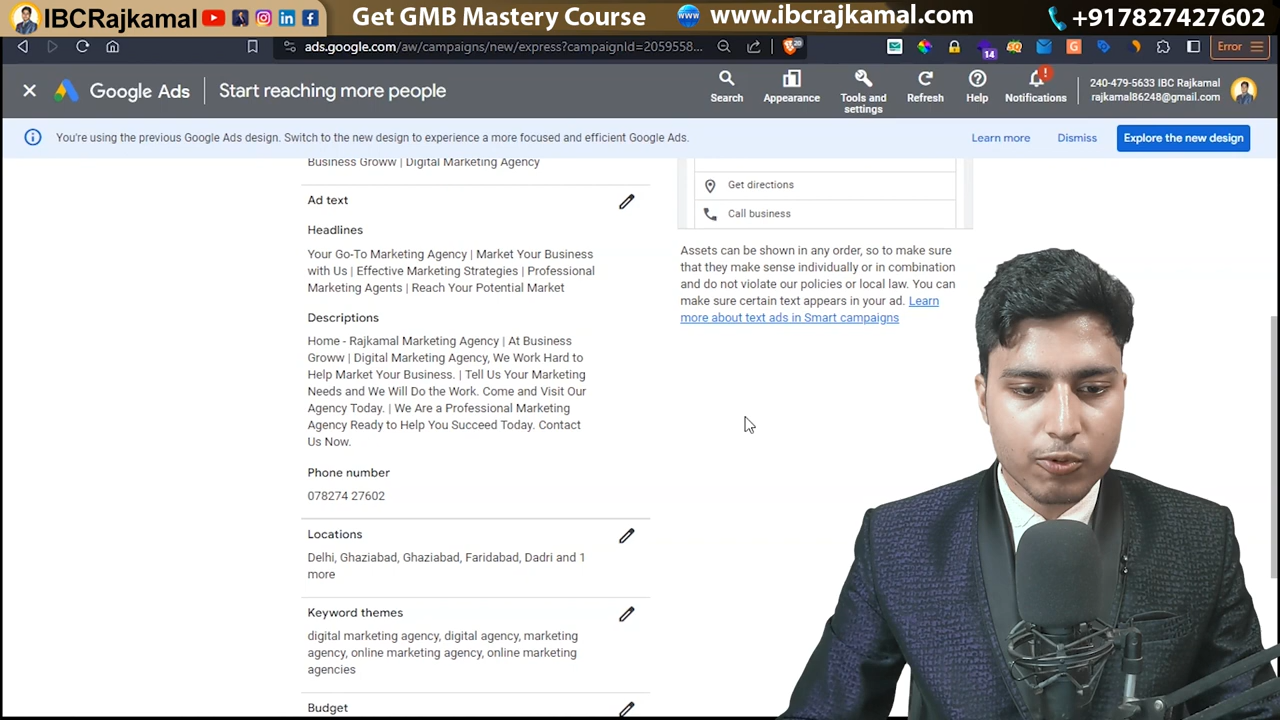 IBCRajkamal
Get GMB Mastery Course
www.ibcrajkamal.com
+917827427602
ads.google.com/aw/campaigns/new/express?campaignId=2059558...
20
14
Error
Google Ads
Start reaching more people
Search
Appearance
Tools and
settings
Refresh
Help
Notifications
240-479-5633 IBC Rajkamal
rajkamal86248@gmail.com
You're using the previous Google Ads design. Switch to the new design to experience a more focused and efficient Google Ads.
Learn more
Dismiss
Explore the new design
Business Groww | Digital Marketing Agency
Ad text
Headlines
Your Go-To Marketing Agency | Market Your Business
with Us | Effective Marketing Strategies | Professional
Marketing Agents | Reach Your Potential Market
Descriptions
Home - Rajkamal Marketing Agency | At Business
Groww | Digital Marketing Agency, We Work Hard to
Help Market Your Business. | Tell Us Your Marketing
Needs and We Will Do the Work. Come and Visit Our
Agency Today. | We Are a Professional Marketing
Agency Ready to Help You Succeed Today. Contact
Us Now.
Phone number
078274 27602
Locations
Delhi, Ghaziabad, Ghaziabad, Faridabad, Dadri and 1
more
Keyword themes
digital marketing agency, digital agency, marketing
agency, online marketing agency, online marketing
agencies
Budget
Get directions
Call business
Assets can be shown in any order, so to make sure
that they make sense individually or in combination
and do not violate our policies or local law. You can
make sure certain text appears in your ad. Learn
more about text ads in Smart campaigns